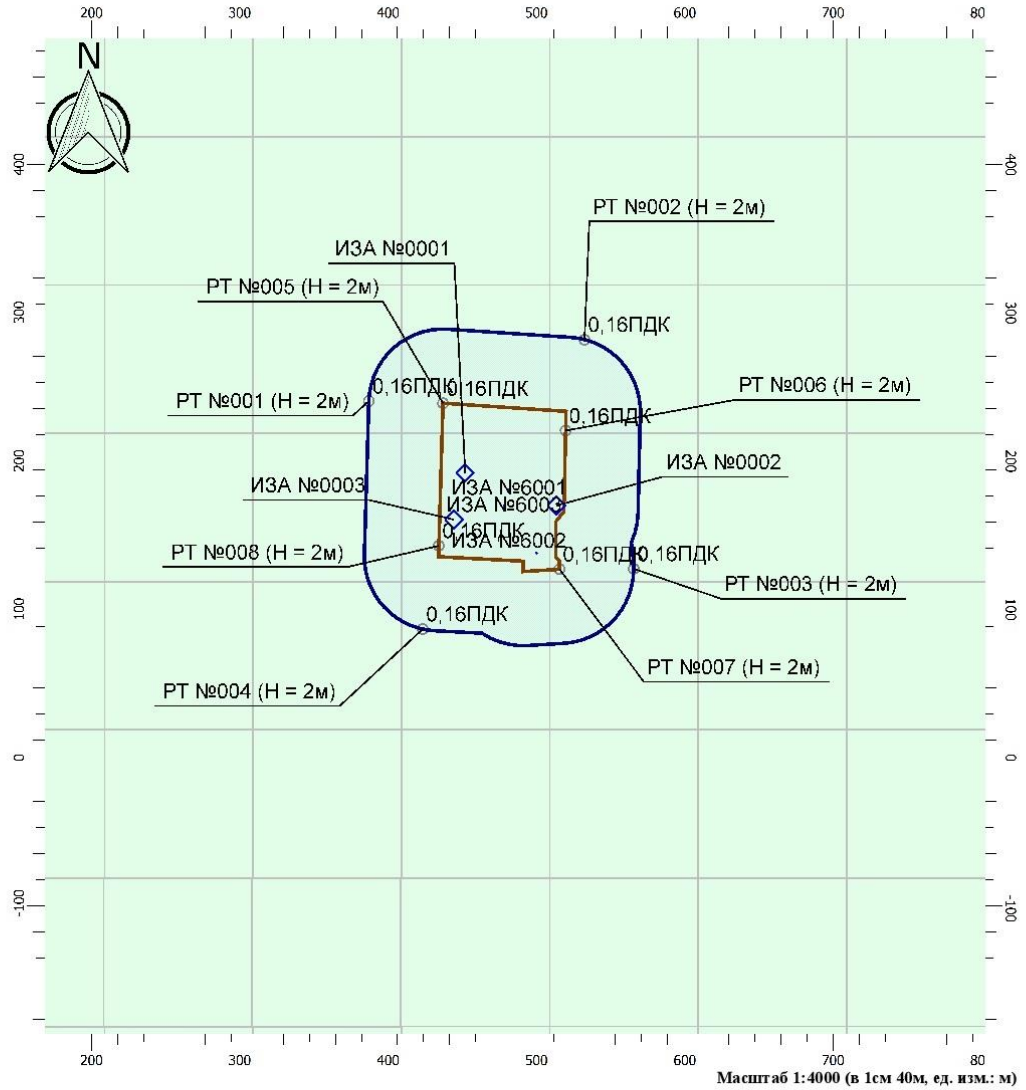 200 300 400 500 600 700 80
N
400 400
РТ №002 (Н = 2м)
ИЗА №0001
РТ №005 (Н = 2м)
300 300
0,16ПДК
0,16ПДК 0,16ПДК
РТ №006 (Н = 2м)
РТ №001 (Н = 2м)
0,16ПДК
200 200
ИЗА №0002
ИЗА №0003
ИЗА №6001
ИЗА №6003
0,16ПДК
ИЗА №6002
РТ №008 (Н = 2м)
0,16ПДК 0,16ПДК
РТ №003 (Н = 2м)
100 100
0,16ПДК
РТ №007 (Н = 2м)
РТ №004 (Н = 2м)
0 0
-100 -100
200 300 400 500 600 700 80
Масштаб 1:4000 (в 1см 40м, ед. изм.: м)